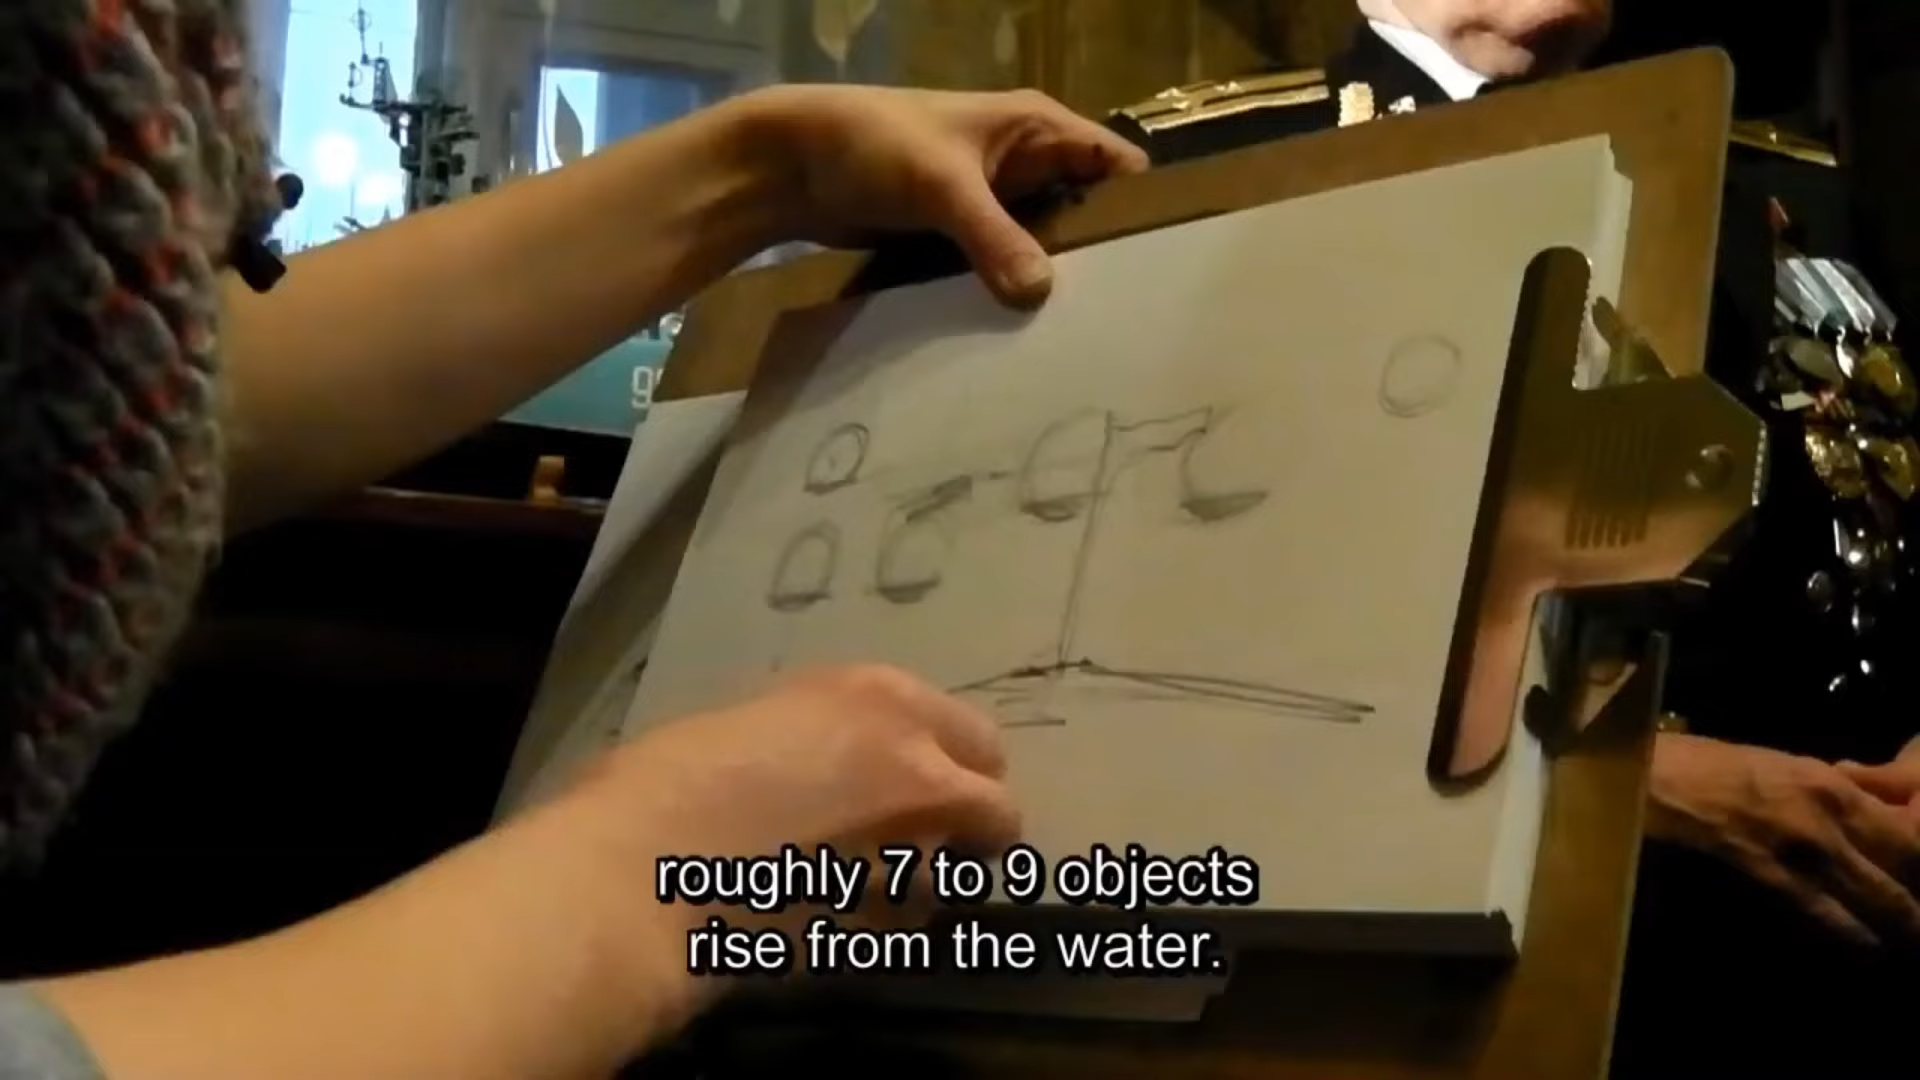 roughly 7 to 9 objects
rise from the water.